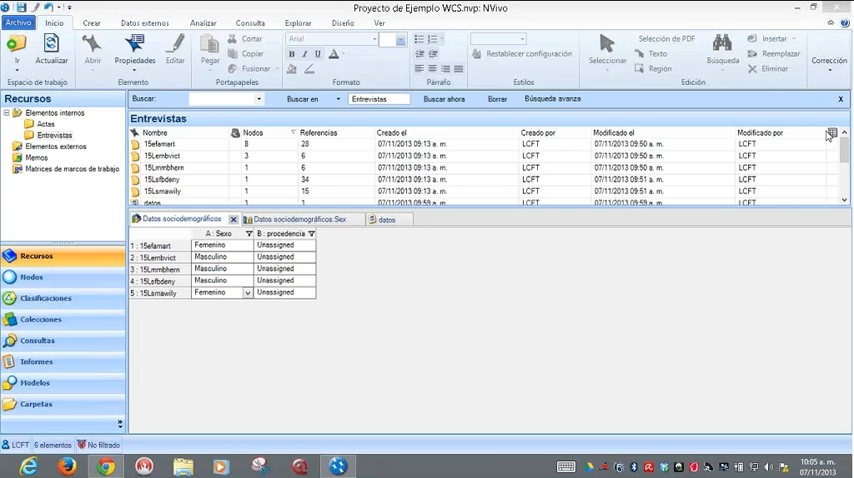 Proyecto de Ejemplo WCS.nvp: NVivo
Archivo Inicio Crear Datos externos Analizar Consulta Explorar Diseño Ver
Ir Actualizar Abrir Propiedades Editar Pegar Cortar Copiar Fusionar
Restablecer configuración
Seleccionar Selección de PDF Texto Región Búsqueda Insertar Reemplazar Eliminar Corrección
Espacio de trabajo Elemento Portapapeles Formato Párrafo Estilos Edición
Recursos
Elementos internos
Actas
Entrevistas
Elementos externos
Memos
Matrices de marcos de trabajo
Recursos
Nodos
Clasificaciones
Colecciones
Consultas
Informes
Modelos
Carpetas
Buscar: Buscar en Entrevistas Buscar ahora Borrar Búsqueda avanza x
Entrevistas
Nombre Nodos Referencias Creado el Creado por Modificado el Modificado por
15efamart 8 28 07/11/2013 09:13 a. m. LCFT 07/11/2013 09:50 a. m. LCFT
15Lembvict 3 6 07/11/2013 09:13 a. m. LCFT 07/11/2013 09:50 a. m. LCFT
15Lmmbhern 1 6 07/11/2013 09:13 a. m. LCFT 07/11/2013 09:50 a. m. LCFT
15Lsfbdeny 1 34 07/11/2013 09:13 a. m. LCFT 07/11/2013 09:51 a. m. LCFT
15Lsmawily 1 15 07/11/2013 09:13 a. m. LCFT 07/11/2013 09:51 a. m. LCFT
datos 1 1 07/11/2013 09:59 a. m. LCFT 07/11/2013 09:59 a. m. LCFT
Datos sociodemográficos Datos sociodemográficos:Sex datos
A : Sexo B : procedencia
1 : 15efamart Femenino Unassigned
2 : 15Lembvict Masculino Unassigned
3 : 15Lmmbhern Masculino Unassigned
4 : 15Lsfbdeny Masculino Unassigned
5 : 15Lsmawily Femenino Unassigned
LCFT 6 elementos No filtrado
10:05 a. m.
07/11/2013